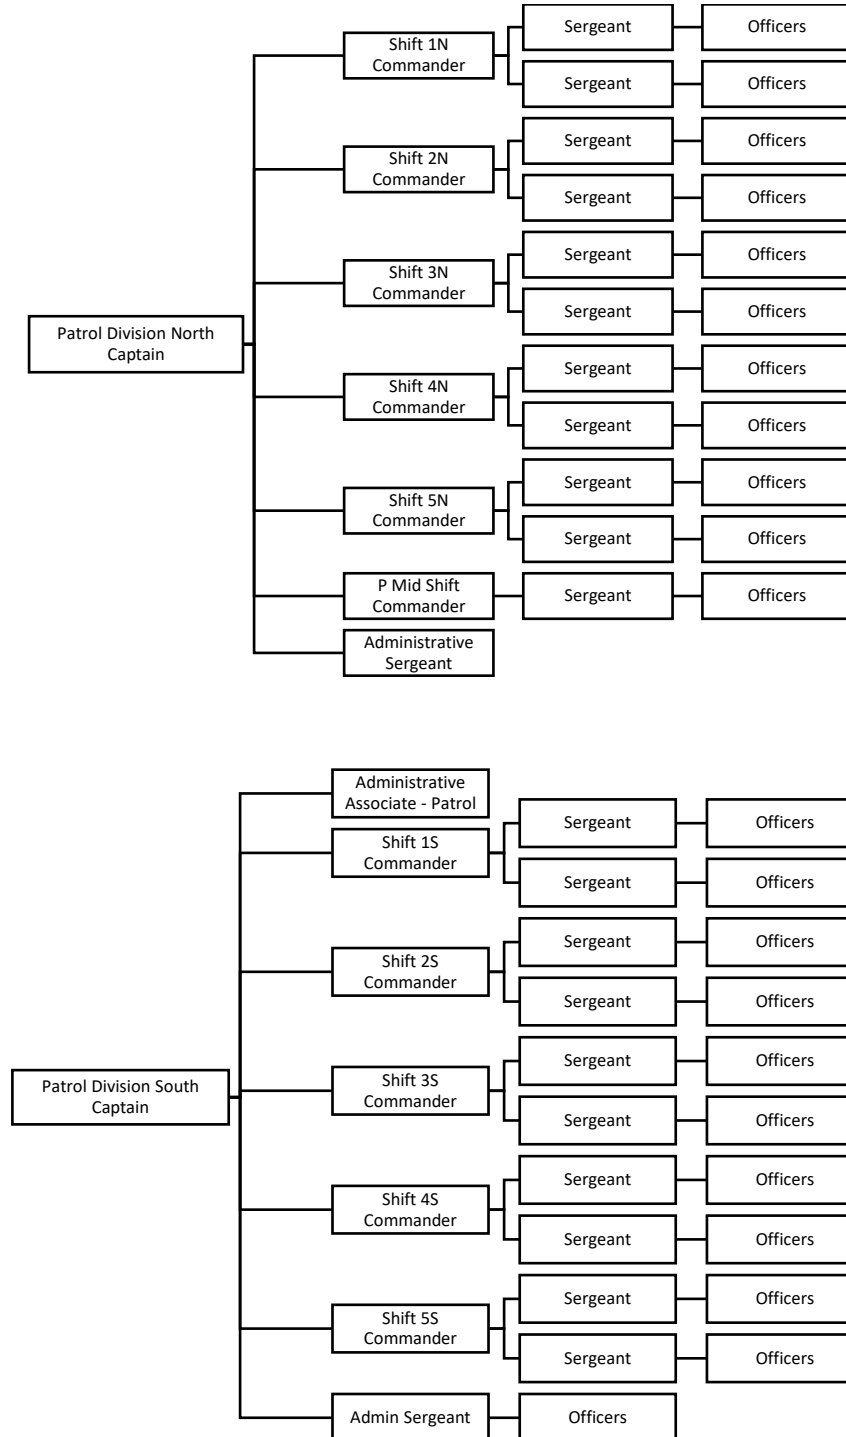 Sergeant
Officers
Shift 1N
Commander
Sergeant
Officers
Sergeant
Officers
Shift 2N
Commander
Sergeant
Officers
Sergeant
Officers
Shift 3N
Commander
Sergeant
Officers
Patrol Division North
Captain
Sergeant
Officers
Shift 4N
Commander
Sergeant
Officers
Sergeant
Officers
Shift 5N
Commander
Sergeant
Officers
P Mid Shift
Commander
Sergeant
Officers
Administrative
Sergeant
Administrative
Associate - Patrol
Sergeant
Officers
Shift 1S
Commander
Sergeant
Officers
Sergeant
Officers
Shift 2S
Commander
Sergeant
Officers
Sergeant
Officers
Patrol Division South
Captain
Shift 3S
Commander
Sergeant
Officers
Sergeant
Officers
Shift 4S
Commander
Sergeant
Officers
Sergeant
Officers
Shift 5S
Commander
Sergeant
Officers
Admin Sergeant
Officers